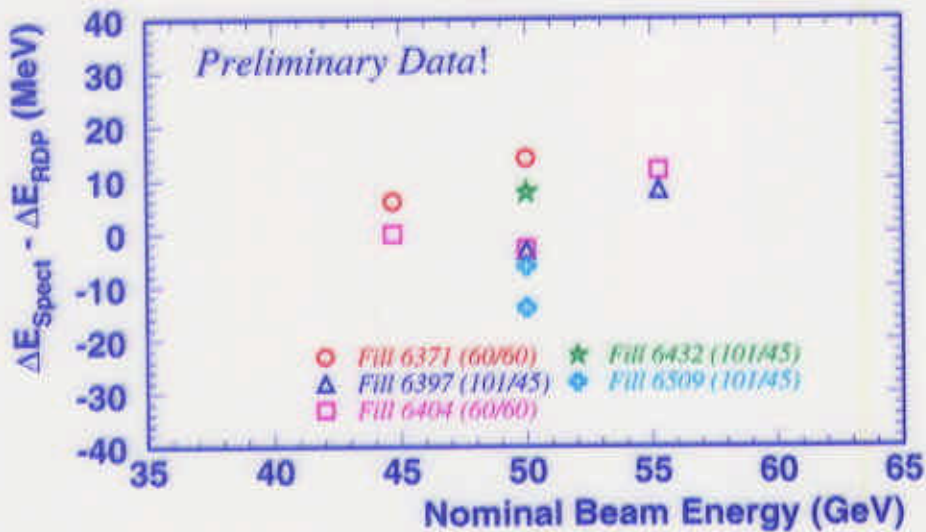 Preliminary Data!
ΔE_Spect - ΔE_RDP (MeV)
40
30
20
10
0
-10
-20
-30
-40
Fill 6371 (60/60)
Fill 6397 (101/45)
Fill 6404 (60/60)
Fill 6432 (101/45)
Fill 6509 (101/45)
35 40 45 50 55 60 65
Nominal Beam Energy (GeV)